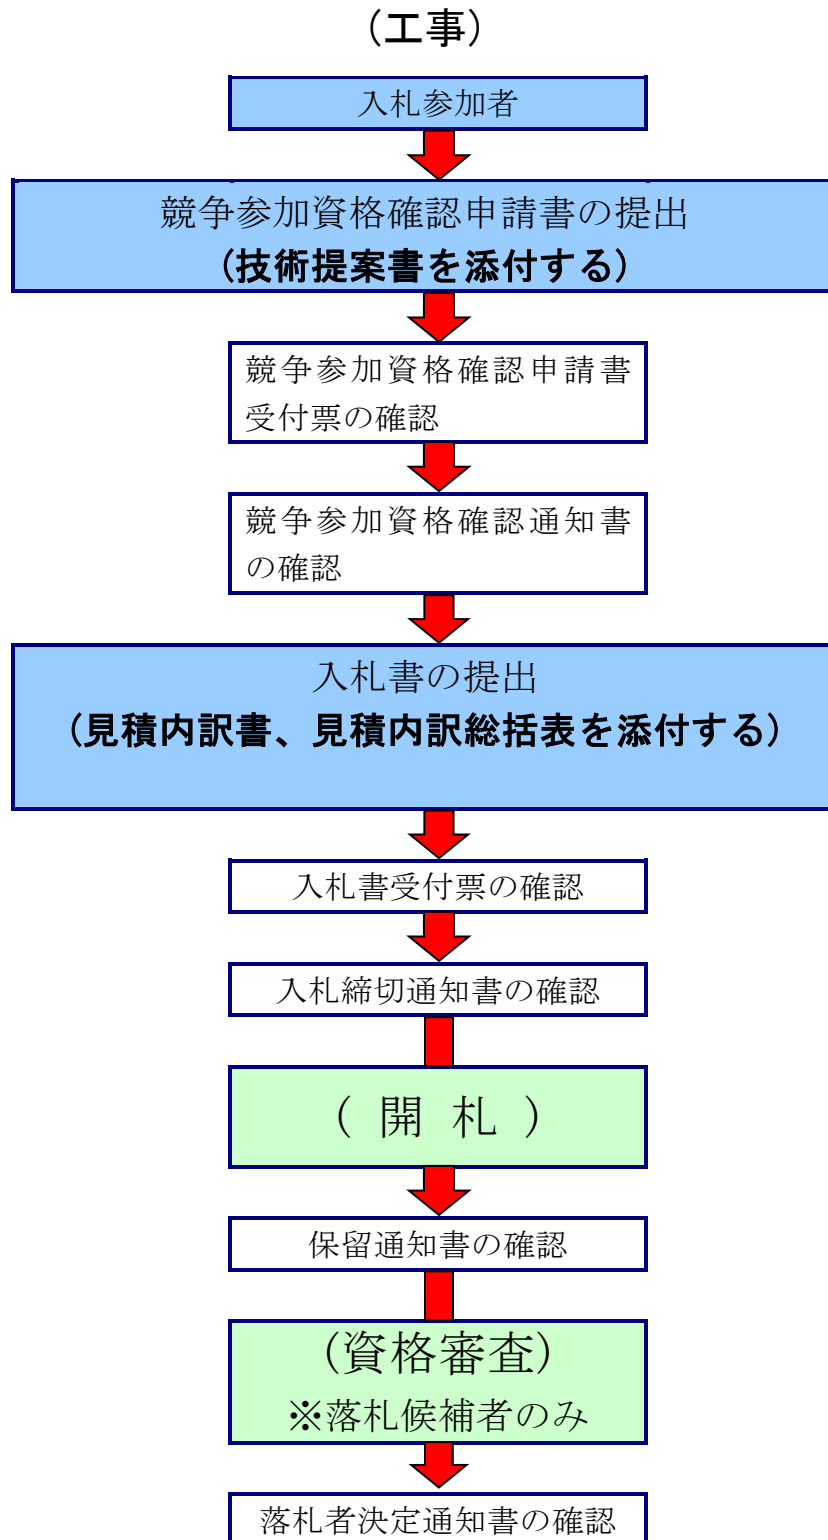 （工事）
入札参加者
競争参加資格確認申請書の提出
（技術提案書を添付する）
競争参加資格確認申請書
受付票の確認
競争参加資格確認通知書
の確認
入札書の提出
（見積内訳書、見積内訳総括表を添付する）
入札書受付票の確認
入札締切通知書の確認
（ 開 札 ）
保留通知書の確認
（資格審査）
※落札候補者のみ
落札者決定通知書の確認